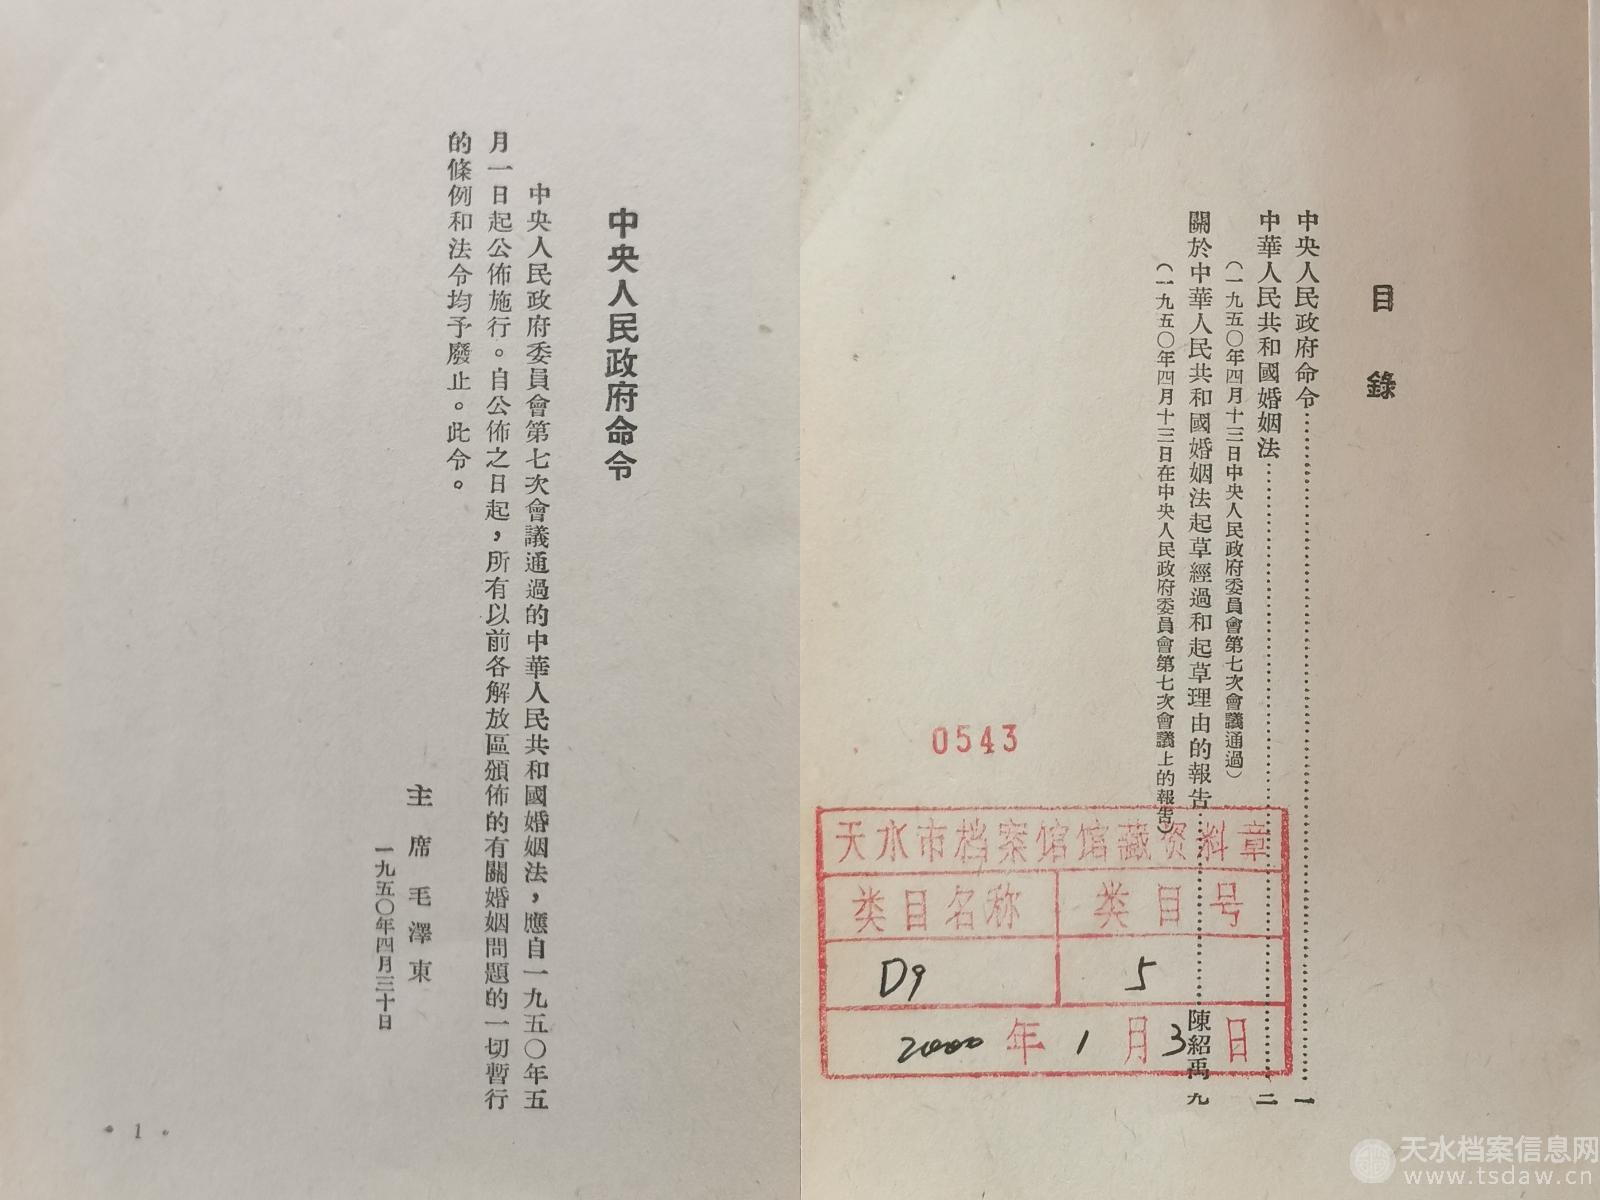 目錄
中央人民政府命令……一
中華人民共和國婚姻法……二
(一九五〇年四月十三日中央人民政府委員會第七次會議通過)
關於中華人民共和國婚姻法起草經過和起草理由的報告……陳紹禹 九
(一九五〇年四月十三日在中央人民政府委員會第七次會議上的報告)
0543
天水市档案馆馆藏资料章
类目名称 类目号
D9 5
2000年1月3日
中央人民政府命令
中央人民政府委員會第七次會議通過的中華人民共和國婚姻法,應自一九五〇年五
月一日起公佈施行。自公佈之日起,所有以前各解放區頒佈的有關婚姻問題的一切暫行
的條例和法令均予廢止。此令。
主席 毛澤東
一九五〇年四月三十日
• 1 •
天水档案信息网
www.tsdaw.cn